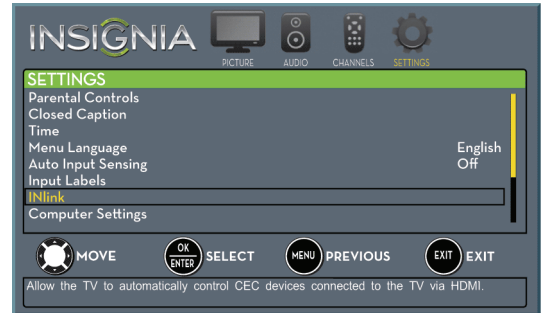 INSIGNIA
PICTURE AUDIO CHANNELS SETTINGS
SETTINGS
Parental Controls
Closed Caption
Time
Menu Language English
Auto Input Sensing Off
Input Labels
INlink
Computer Settings
MOVE OK ENTER SELECT MENU PREVIOUS EXIT EXIT
Allow the TV to automatically control CEC devices connected to the TV via HDMI.